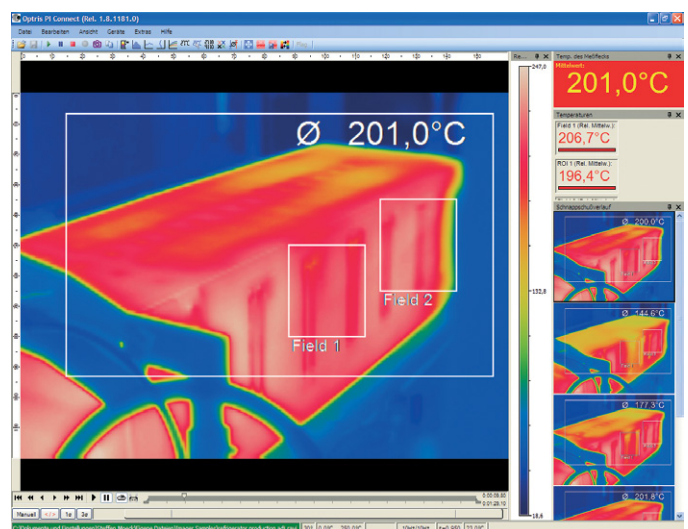 Optris PI Connect (Rel. 1.8.1181.0)
Datei Bearbeiten Ansicht Geräte Extras Hilfe
Ø 201,0°C
Field 1
Field 2
247,0
132,8
18,6
Temp. des Meßflecks
Mittelwert:
201,0°C
Temperaturen
Field 1 (Rel. Mittelw.):
206,7°C
ROI 1 (Rel. Mittelw.):
196,4°C
Schnappschußverlauf
Ø 200.0°C
Ø 144.6°C
Ø 177.3°C
Ø 201.8°C
Manuell </> 1e 3e